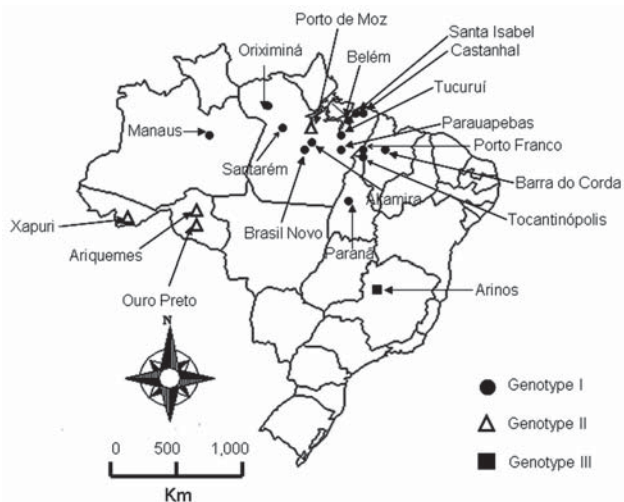 Porto de Moz
Santa Isabel
Castanhal
Oriximiná
Belém
Tucuruí
Manaus
Parauapebas
Porto Franco
Santarém
Barra do Corda
Altamira
Xapuri
Tocantinópolis
Brasil Novo
Ariquemes
Paranã
Ouro Preto
Arinos
N
Genotype I
Genotype II
Genotype III
0 500 1,000
Km